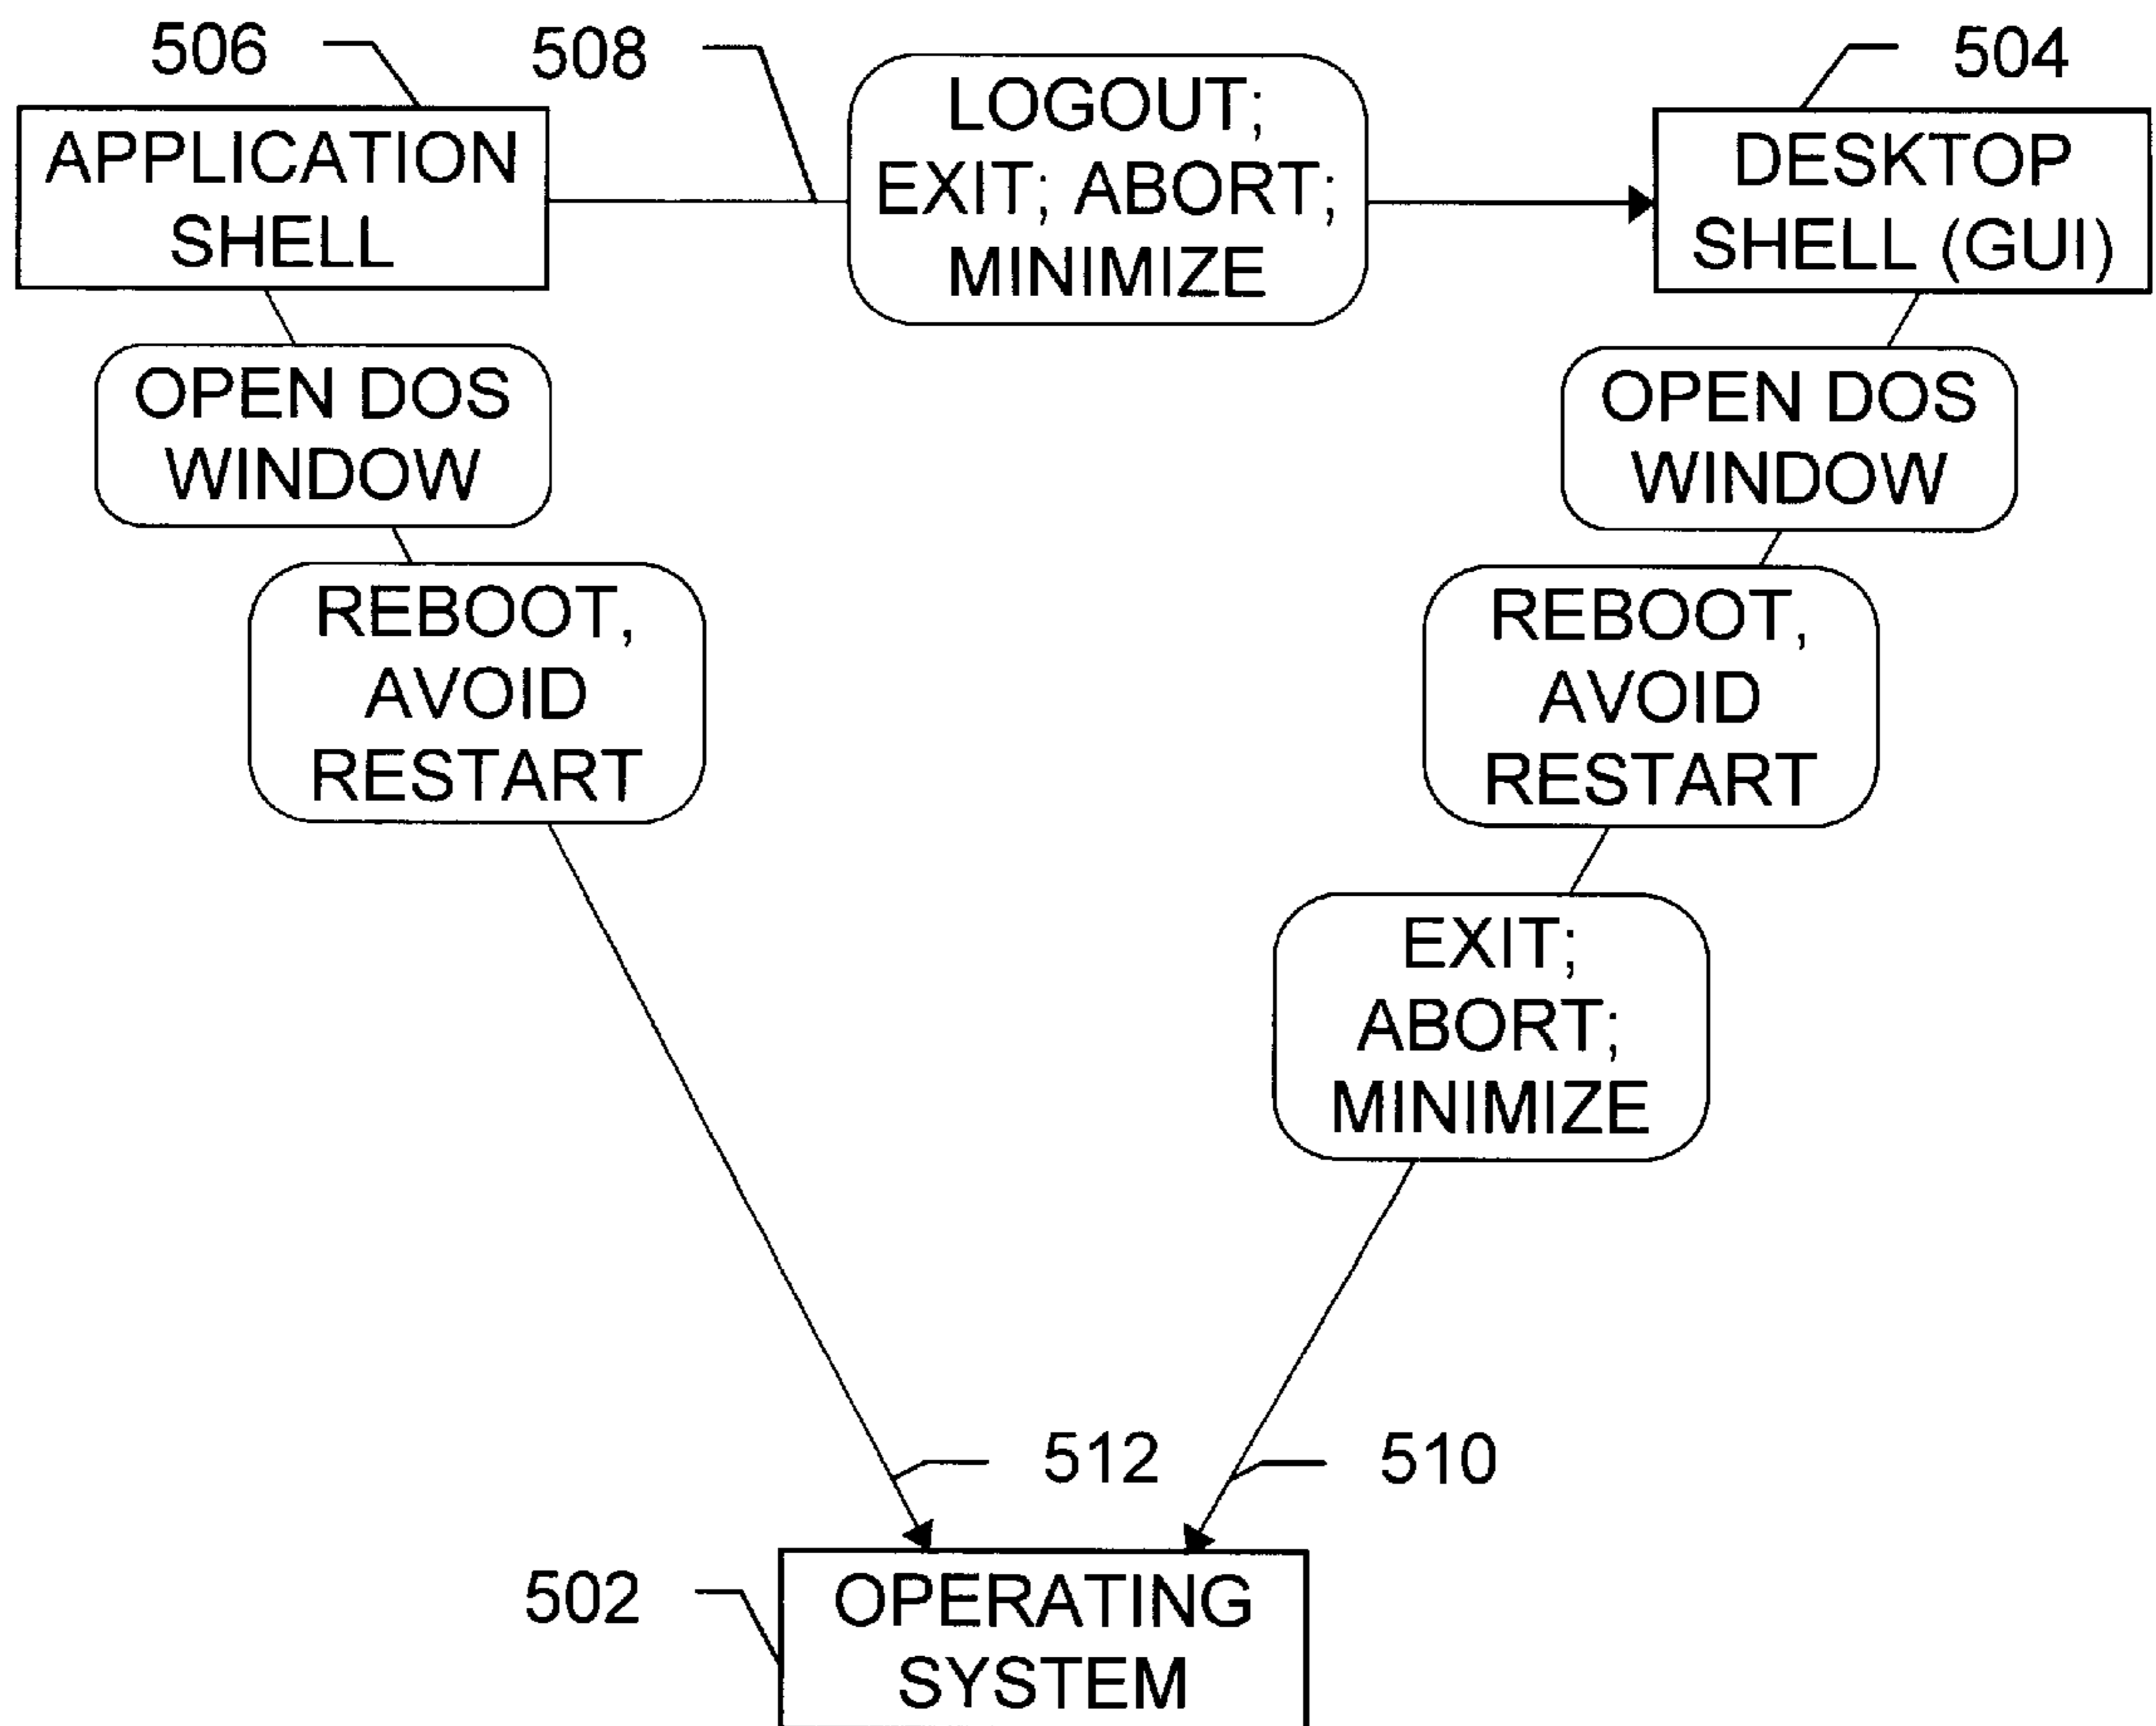 506
508
504
APPLICATION
SHELL
LOGOUT;
EXIT; ABORT;
MINIMIZE
DESKTOP
SHELL (GUI)
OPEN DOS
WINDOW
OPEN DOS
WINDOW
REBOOT,
AVOID
RESTART
REBOOT,
AVOID
RESTART
EXIT;
ABORT;
MINIMIZE
512
510
502
OPERATING
SYSTEM